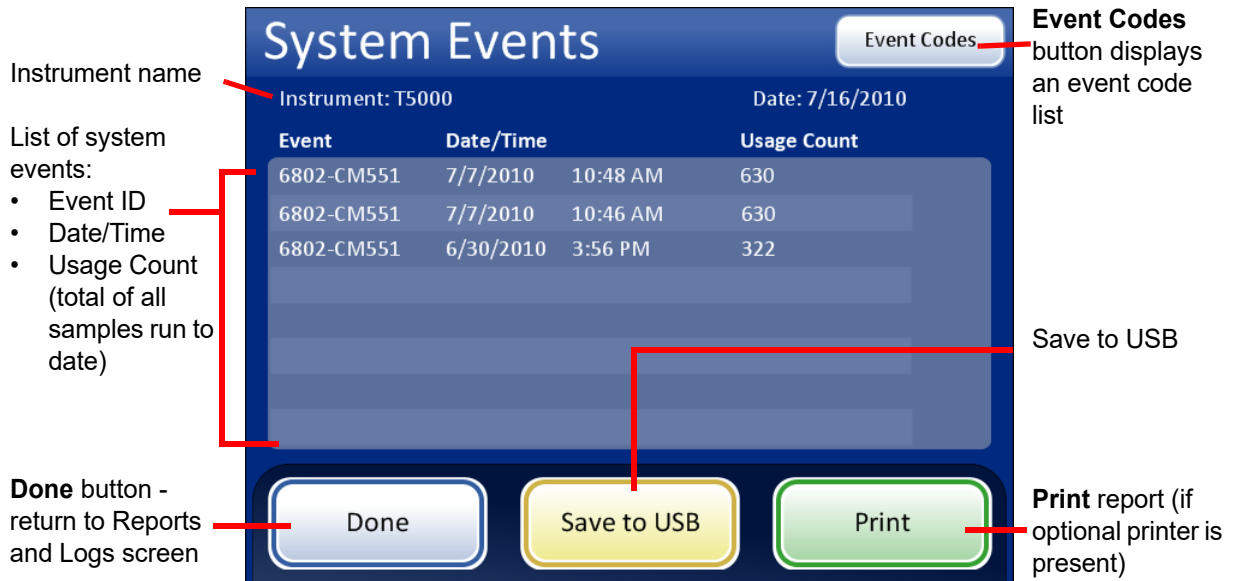 System Events
Event Codes
Event Codes
button displays
an event code
list
Instrument name
Instrument: T5000
Date: 7/16/2010
List of system
events:
• Event ID
• Date/Time
• Usage Count
(total of all
samples run to
date)
Event Date/Time Usage Count
6802-CM551 7/7/2010 10:48 AM 630
6802-CM551 7/7/2010 10:46 AM 630
6802-CM551 6/30/2010 3:56 PM 322
Save to USB
Done button -
return to Reports
and Logs screen
Done
Save to USB
Print
Print report (if
optional printer is
present)